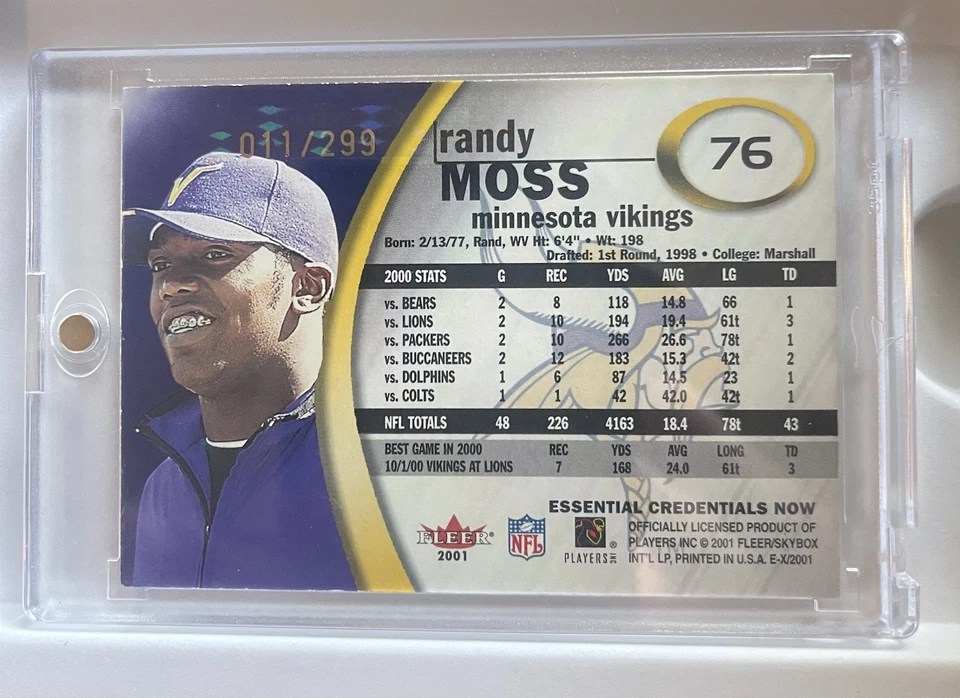 011/299
randy
MOSS
76
minnesota vikings
Born: 2/13/77, Rand, WV Ht: 6'4" • Wt: 198
Drafted: 1st Round, 1998 • College: Marshall
2000 STATS G REC YDS AVG LG TD
vs. BEARS 2 8 118 14.8 66 1
vs. LIONS 2 10 194 19.4 61t 3
vs. PACKERS 2 10 266 26.6 78t 1
vs. BUCCANEERS 2 12 183 15.3 42t 2
vs. DOLPHINS 1 6 87 14.5 23 1
vs. COLTS 1 1 42 42.0 42t 1
NFL TOTALS 48 226 4163 18.4 78t 43
BEST GAME IN 2000 REC YDS AVG LONG TD
10/1/00 VIKINGS AT LIONS 7 168 24.0 61t 3
ESSENTIAL CREDENTIALS NOW
FLEER®
2001
NFL
PLAYERS INC ®
OFFICIALLY LICENSED PRODUCT OF
PLAYERS INC © 2001 FLEER/SKYBOX
INT'L LP, PRINTED IN U.S.A. E-X/2001